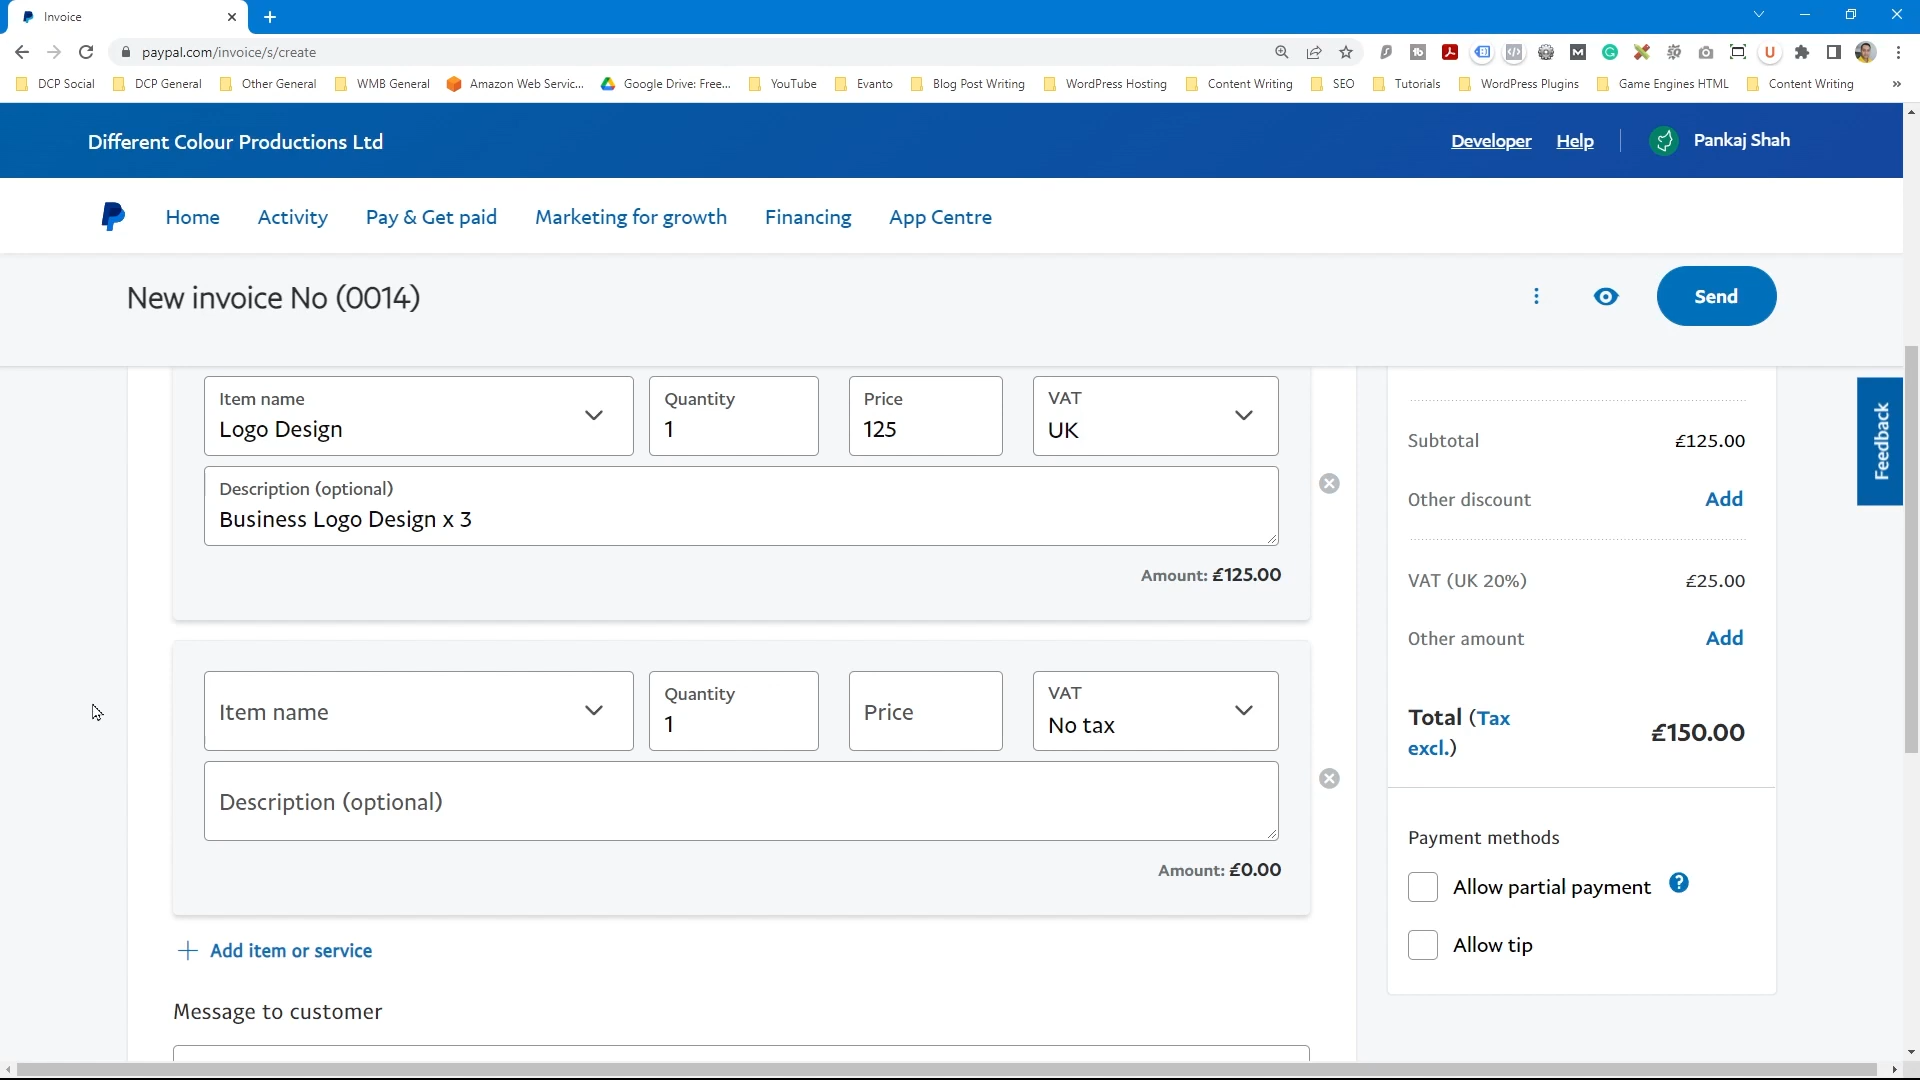 Invoice
paypal.com/invoice/s/create
DCP Social
DCP General
Other General
WMB General
Amazon Web Servic...
Google Drive: Free...
YouTube
Evanto
Blog Post Writing
WordPress Hosting
Content Writing
SEO
Tutorials
WordPress Plugins
Game Engines HTML
Content Writing
»
Different Colour Productions Ltd
Developer
Help
Pankaj Shah
Home
Activity
Pay & Get paid
Marketing for growth
Financing
App Centre
New invoice No (0014)
Send
Item name
Logo Design
Quantity
1
Price
125
VAT
UK
Description (optional)
Business Logo Design x 3
Amount: £125.00
Item name
Quantity
1
Price
VAT
No tax
Description (optional)
Amount: £0.00
+ Add item or service
Message to customer
Subtotal £125.00
Other discount Add
VAT (UK 20%) £25.00
Other amount Add
Total (Tax
excl.) £150.00
Payment methods
Allow partial payment ?
Allow tip
Feedback